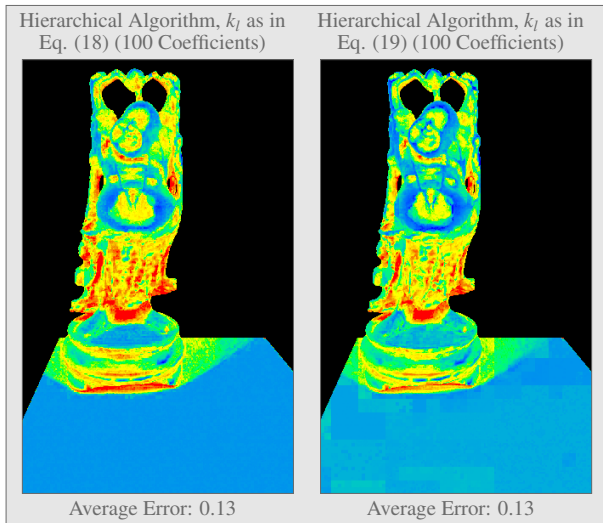 Hierarchical Algorithm, k_l as in
Eq. (18) (100 Coefficients)
Average Error: 0.13
Hierarchical Algorithm, k_l as in
Eq. (19) (100 Coefficients)
Average Error: 0.13